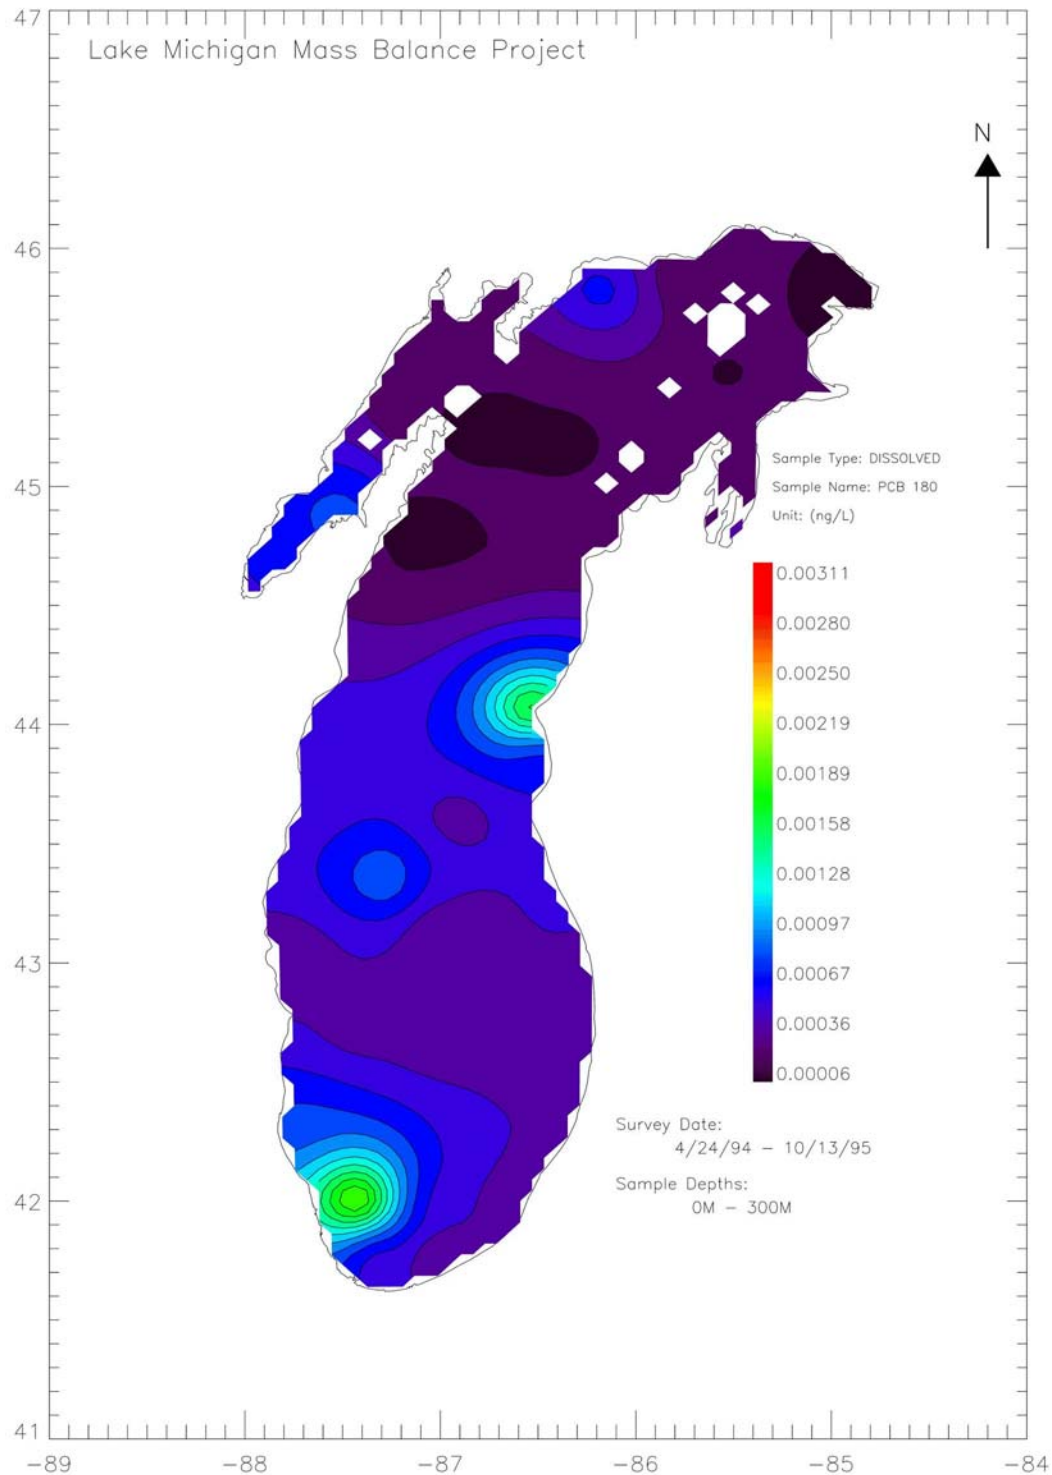 47
Lake Michigan Mass Balance Project
N
46
45
44
43
42
41
Sample Type: DISSOLVED
Sample Name: PCB 180
Unit: (ng/L)
0.00311
0.00280
0.00250
0.00219
0.00189
0.00158
0.00128
0.00097
0.00067
0.00036
0.00006
Survey Date:
4/24/94 – 10/13/95
Sample Depths:
0M – 300M
−89 −88 −87 −86 −85 −84